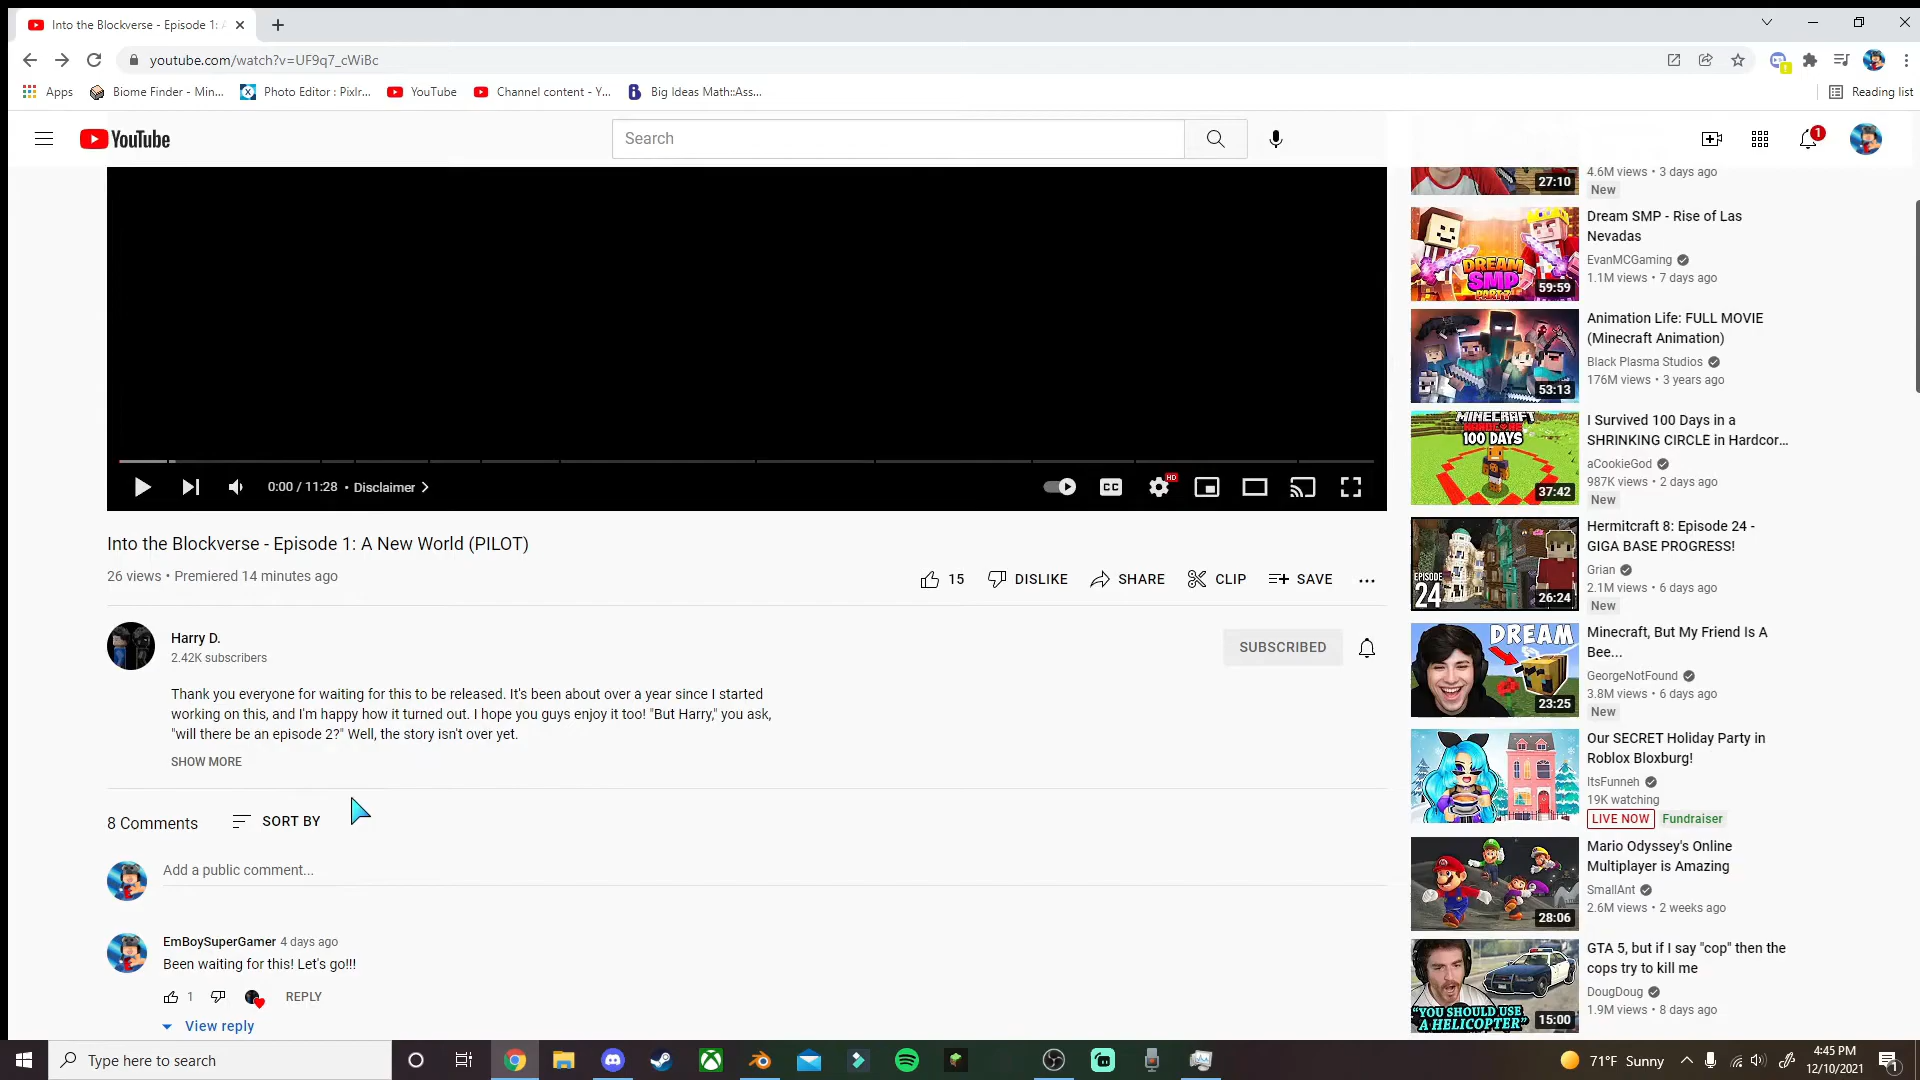 Into the Blockverse - Episode 1:
youtube.com/watch?v=UF9q7_cWiBc
Apps
Biome Finder - Min...
Photo Editor : Pixlr...
YouTube
Channel content - Y...
Big Ideas Math::Ass...
Reading list
YouTube
Search
1
0:00 / 11:28 • Disclaimer
CC
HD
Into the Blockverse - Episode 1: A New World (PILOT)
26 views • Premiered 14 minutes ago
15
DISLIKE
SHARE
CLIP
SAVE
Harry D.
2.42K subscribers
SUBSCRIBED
Thank you everyone for waiting for this to be released. It's been about over a year since I started
working on this, and I'm happy how it turned out. I hope you guys enjoy it too! "But Harry," you ask,
"will there be an episode 2?" Well, the story isn't over yet.
SHOW MORE
8 Comments
SORT BY
Add a public comment...
EmBoySuperGamer 4 days ago
Been waiting for this! Let's go!!!
1
REPLY
View reply
27:10
4.6M views • 3 days ago
New
DREAM
SMP
PART 7
59:59
Dream SMP - Rise of Las
Nevadas
EvanMCGaming
1.1M views • 7 days ago
53:13
Animation Life: FULL MOVIE
(Minecraft Animation)
Black Plasma Studios
176M views • 3 years ago
MINECRAFT
HARDCORE
100 DAYS
37:42
I Survived 100 Days in a
SHRINKING CIRCLE in Hardcor...
aCookieGod
987K views • 2 days ago
New
EPISODE
24
26:24
Hermitcraft 8: Episode 24 -
GIGA BASE PROGRESS!
Grian
2.1M views • 6 days ago
New
DREAM
23:25
Minecraft, But My Friend Is A
Bee...
GeorgeNotFound
3.8M views • 6 days ago
New
Our SECRET Holiday Party in
Roblox Bloxburg!
ItsFunneh
19K watching
LIVE NOW
Fundraiser
28:06
Mario Odyssey's Online
Multiplayer is Amazing
SmallAnt
2.6M views • 2 weeks ago
"YOU SHOULD USE
A HELICOPTER"
15:00
GTA 5, but if I say "cop" then the
cops try to kill me
DougDoug
1.9M views • 8 days ago
Type here to search
71°F Sunny
4:45 PM
12/10/2021
1